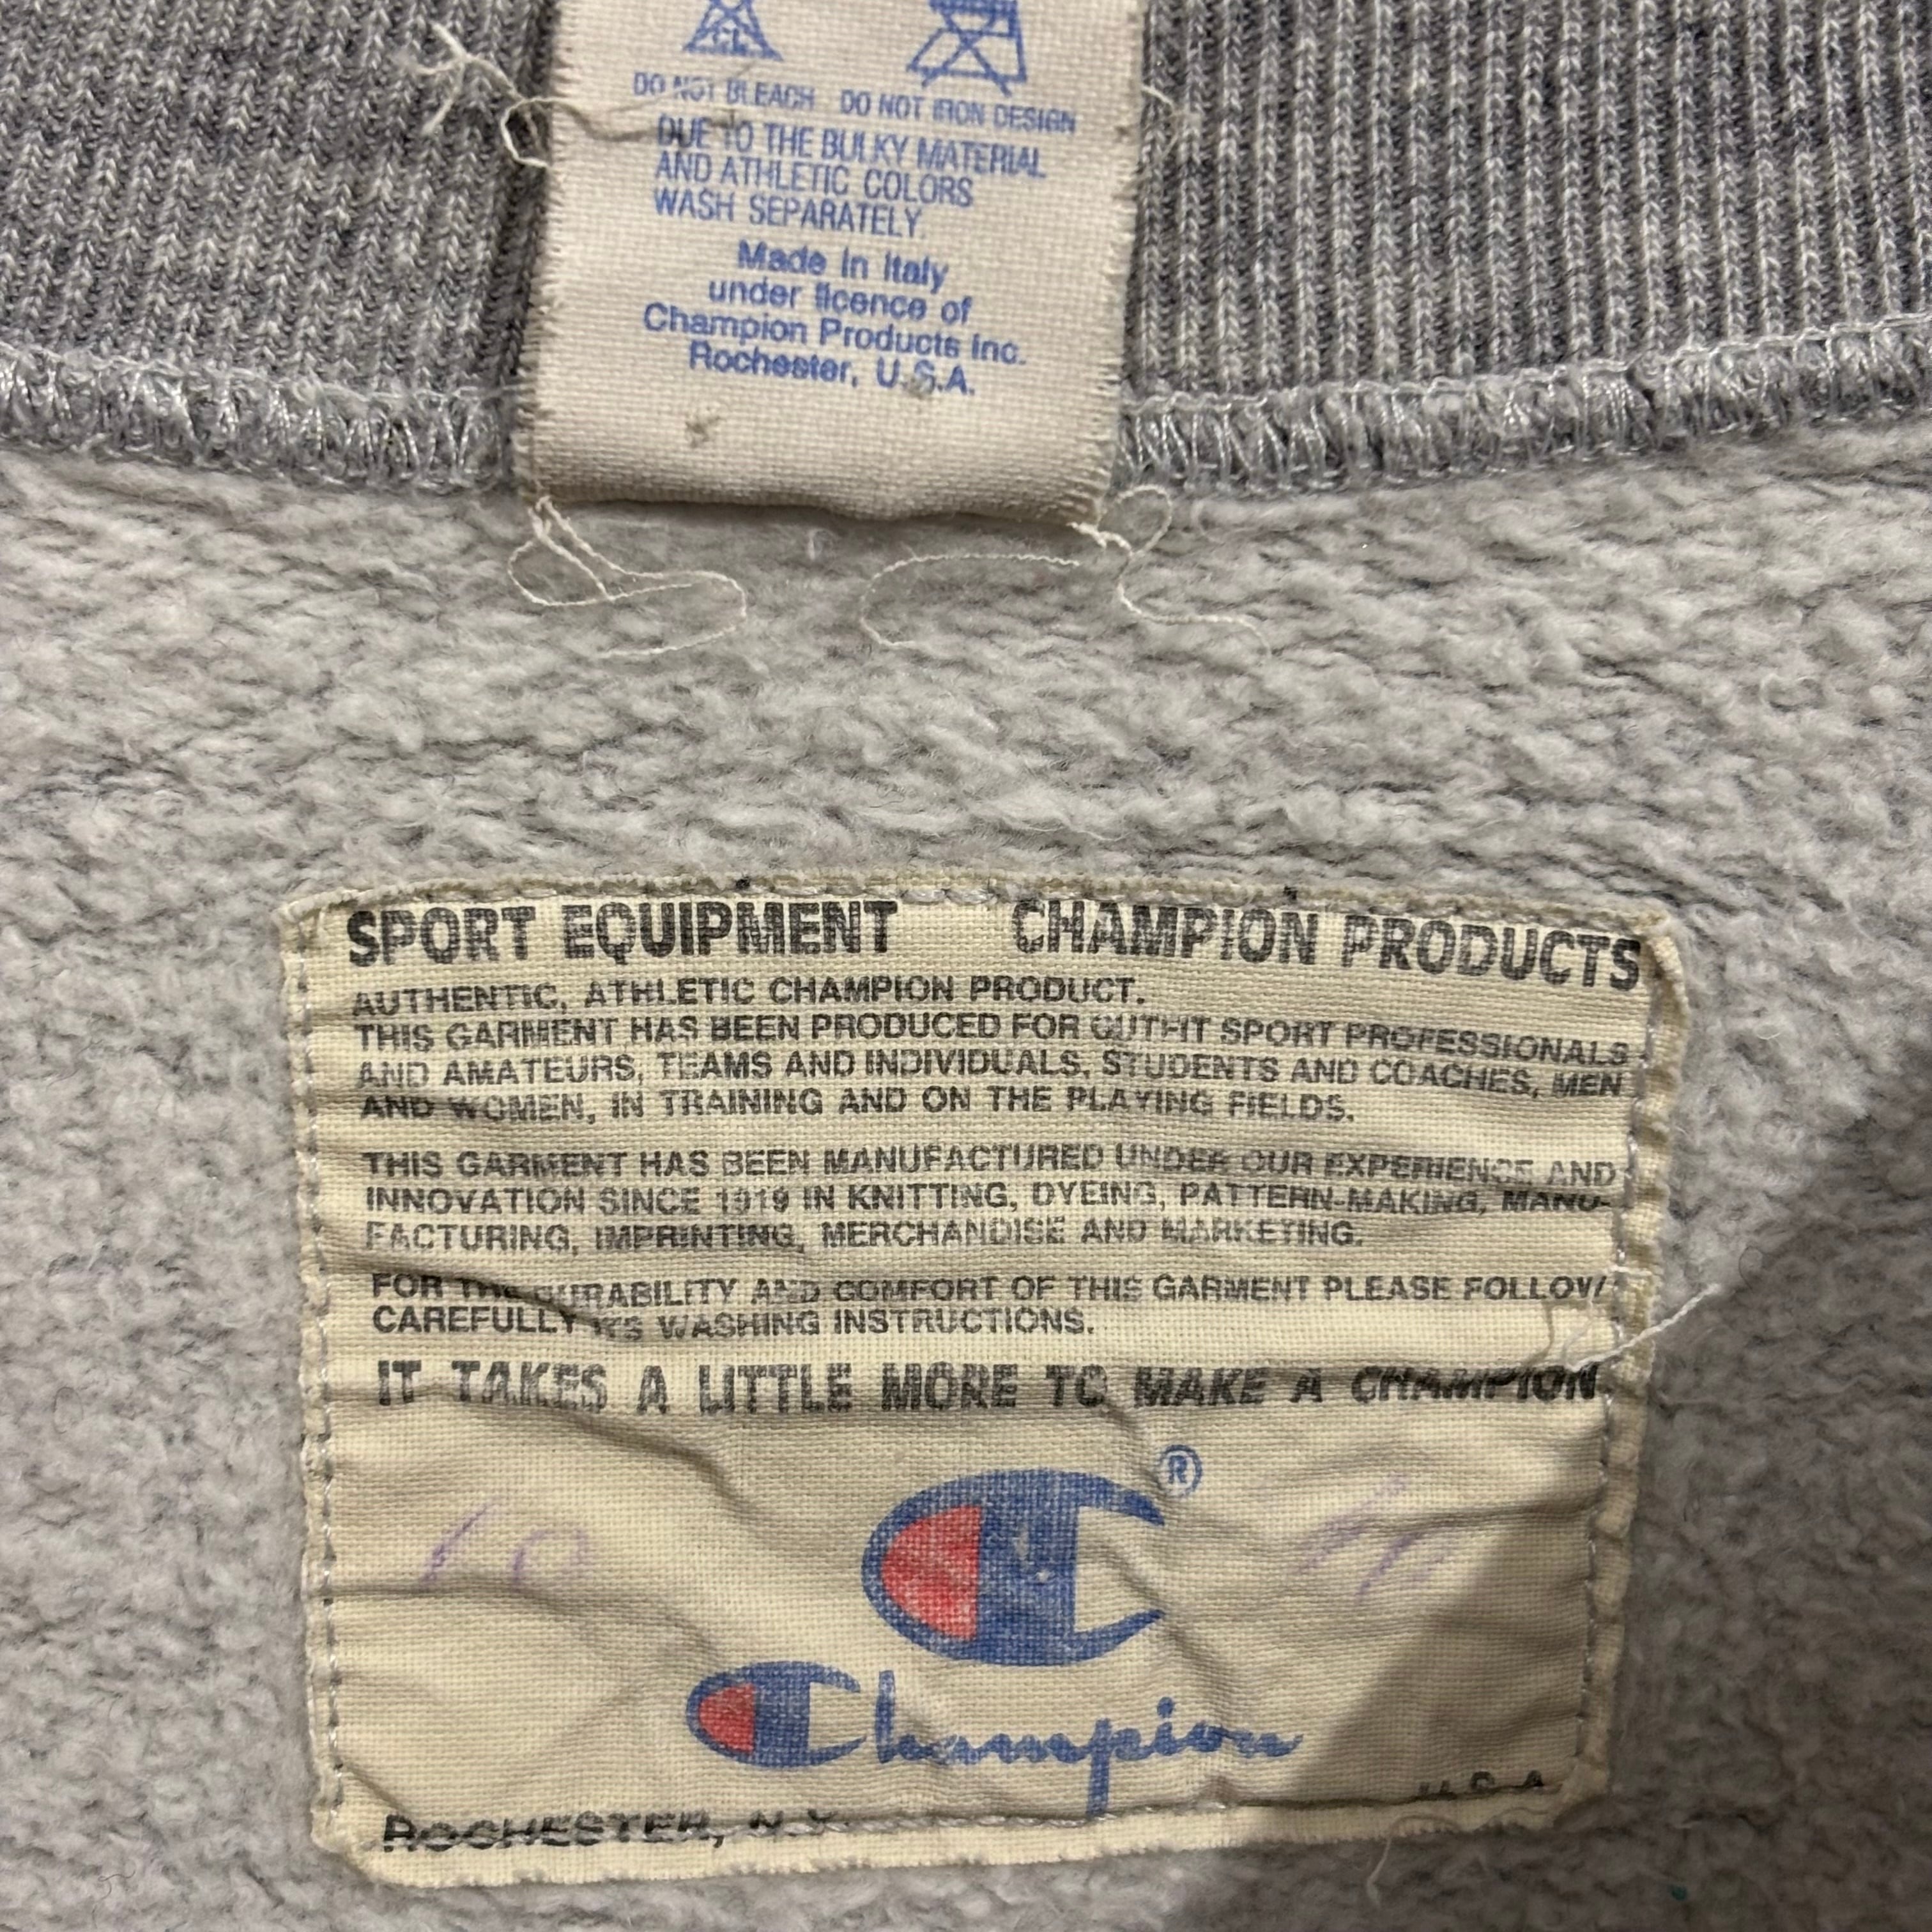 CL
DO NOT BLEACH DO NOT IRON DESIGN
DUE TO THE BULKY MATERIAL
AND ATHLETIC COLORS
WASH SEPARATELY.
Made in Italy
under licence of
Champion Products Inc.
Rochester, U.S.A.
SPORT EQUIPMENT CHAMPION PRODUCTS
AUTHENTIC, ATHLETIC CHAMPION PRODUCT.
THIS GARMENT HAS BEEN PRODUCED FOR OUTFIT SPORT PROFESSIONALS
AND AMATEURS, TEAMS AND INDIVIDUALS, STUDENTS AND COACHES, MEN
AND WOMEN, IN TRAINING AND ON THE PLAYING FIELDS.
THIS GARMENT HAS BEEN MANUFACTURED UNDER OUR EXPERIENCE AND
INNOVATION SINCE 1919 IN KNITTING, DYEING, PATTERN-MAKING, MANU-
FACTURING, IMPRINTING, MERCHANDISE AND MARKETING.
FOR THE DURABILITY AND COMFORT OF THIS GARMENT PLEASE FOLLOW
CAREFULLY ITS WASHING INSTRUCTIONS.
IT TAKES A LITTLE MORE TO MAKE A CHAMPION
®
Champion
ROCHESTER, N.Y. U.S.A.